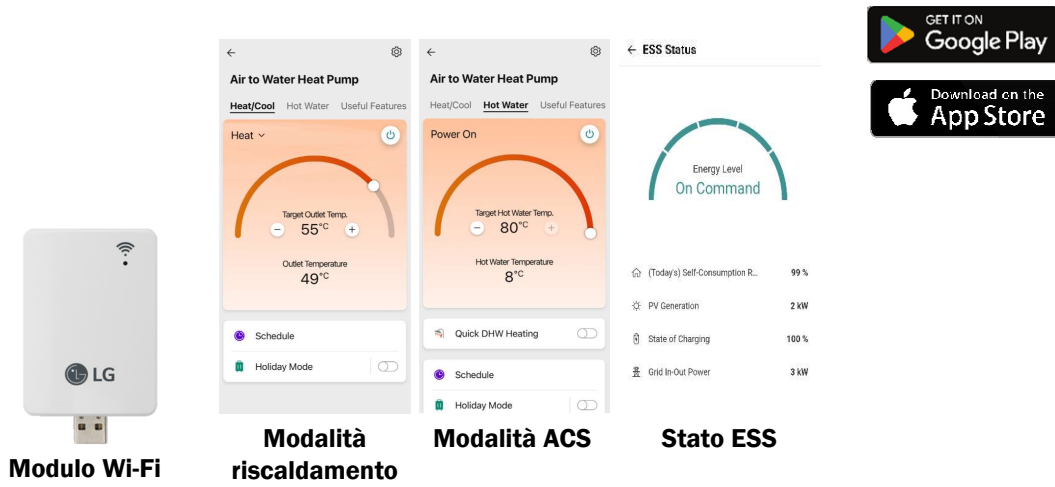 GET IT ON
Google Play
Download on the
App Store
LG
Modulo Wi-Fi
Air to Water Heat Pump
Heat/Cool Hot Water Useful Features
Heat
Target Outlet Temp.
− 55°C +
Outlet Temperature
49°C
Schedule
Holiday Mode
Modalità
riscaldamento
Air to Water Heat Pump
Heat/Cool Hot Water Useful Features
Power On
Target Hot Water Temp.
− 80°C +
Hot Water Temperature
8°C
Quick DHW Heating
Schedule
Holiday Mode
Modalità ACS
← ESS Status
Energy Level
On Command
(Today's) Self-Consumption R... 99 %
PV Generation 2 kW
State of Charging 100 %
Grid In-Out Power 3 kW
Stato ESS